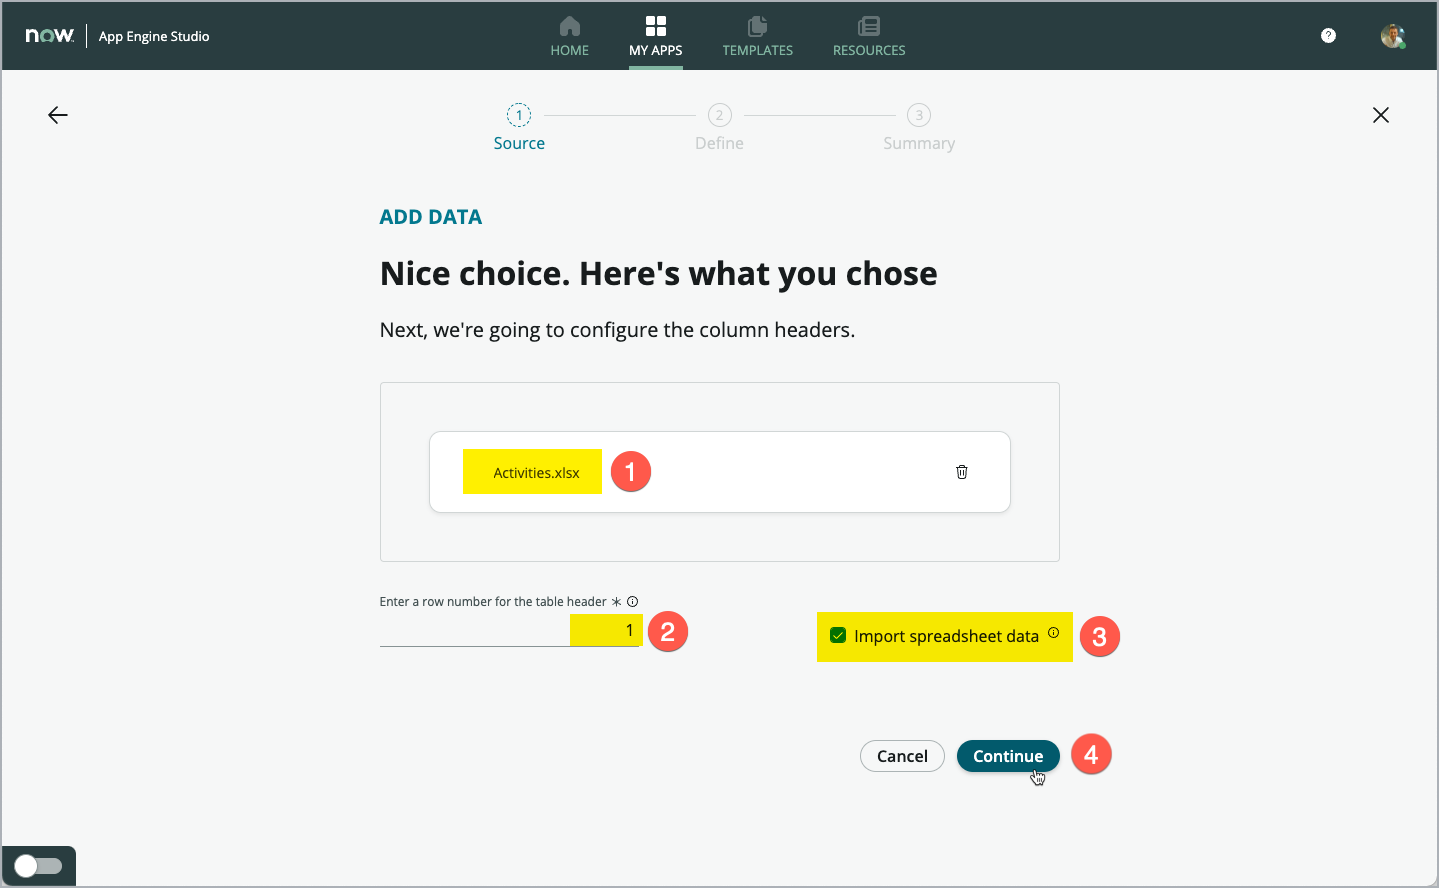 now
App Engine Studio
HOME
MY APPS
TEMPLATES
RESOURCES
?
1
2
3
Source
Define
Summary
ADD DATA
Nice choice. Here's what you chose
Next, we're going to configure the column headers.
Activities.xlsx
1
Enter a row number for the table header *
1
2
Import spreadsheet data
3
Cancel
Continue
4